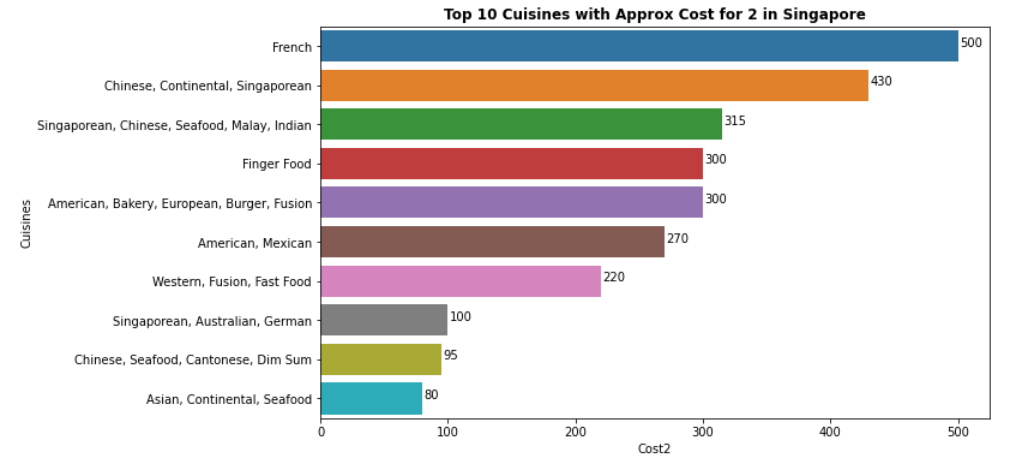 Top 10 Cuisines with Approx Cost for 2 in Singapore
Cuisines
French 500
Chinese, Continental, Singaporean 430
Singaporean, Chinese, Seafood, Malay, Indian 315
Finger Food 300
American, Bakery, European, Burger, Fusion 300
American, Mexican 270
Western, Fusion, Fast Food 220
Singaporean, Australian, German 100
Chinese, Seafood, Cantonese, Dim Sum 95
Asian, Continental, Seafood 80
0 100 200 300 400 500
Cost2